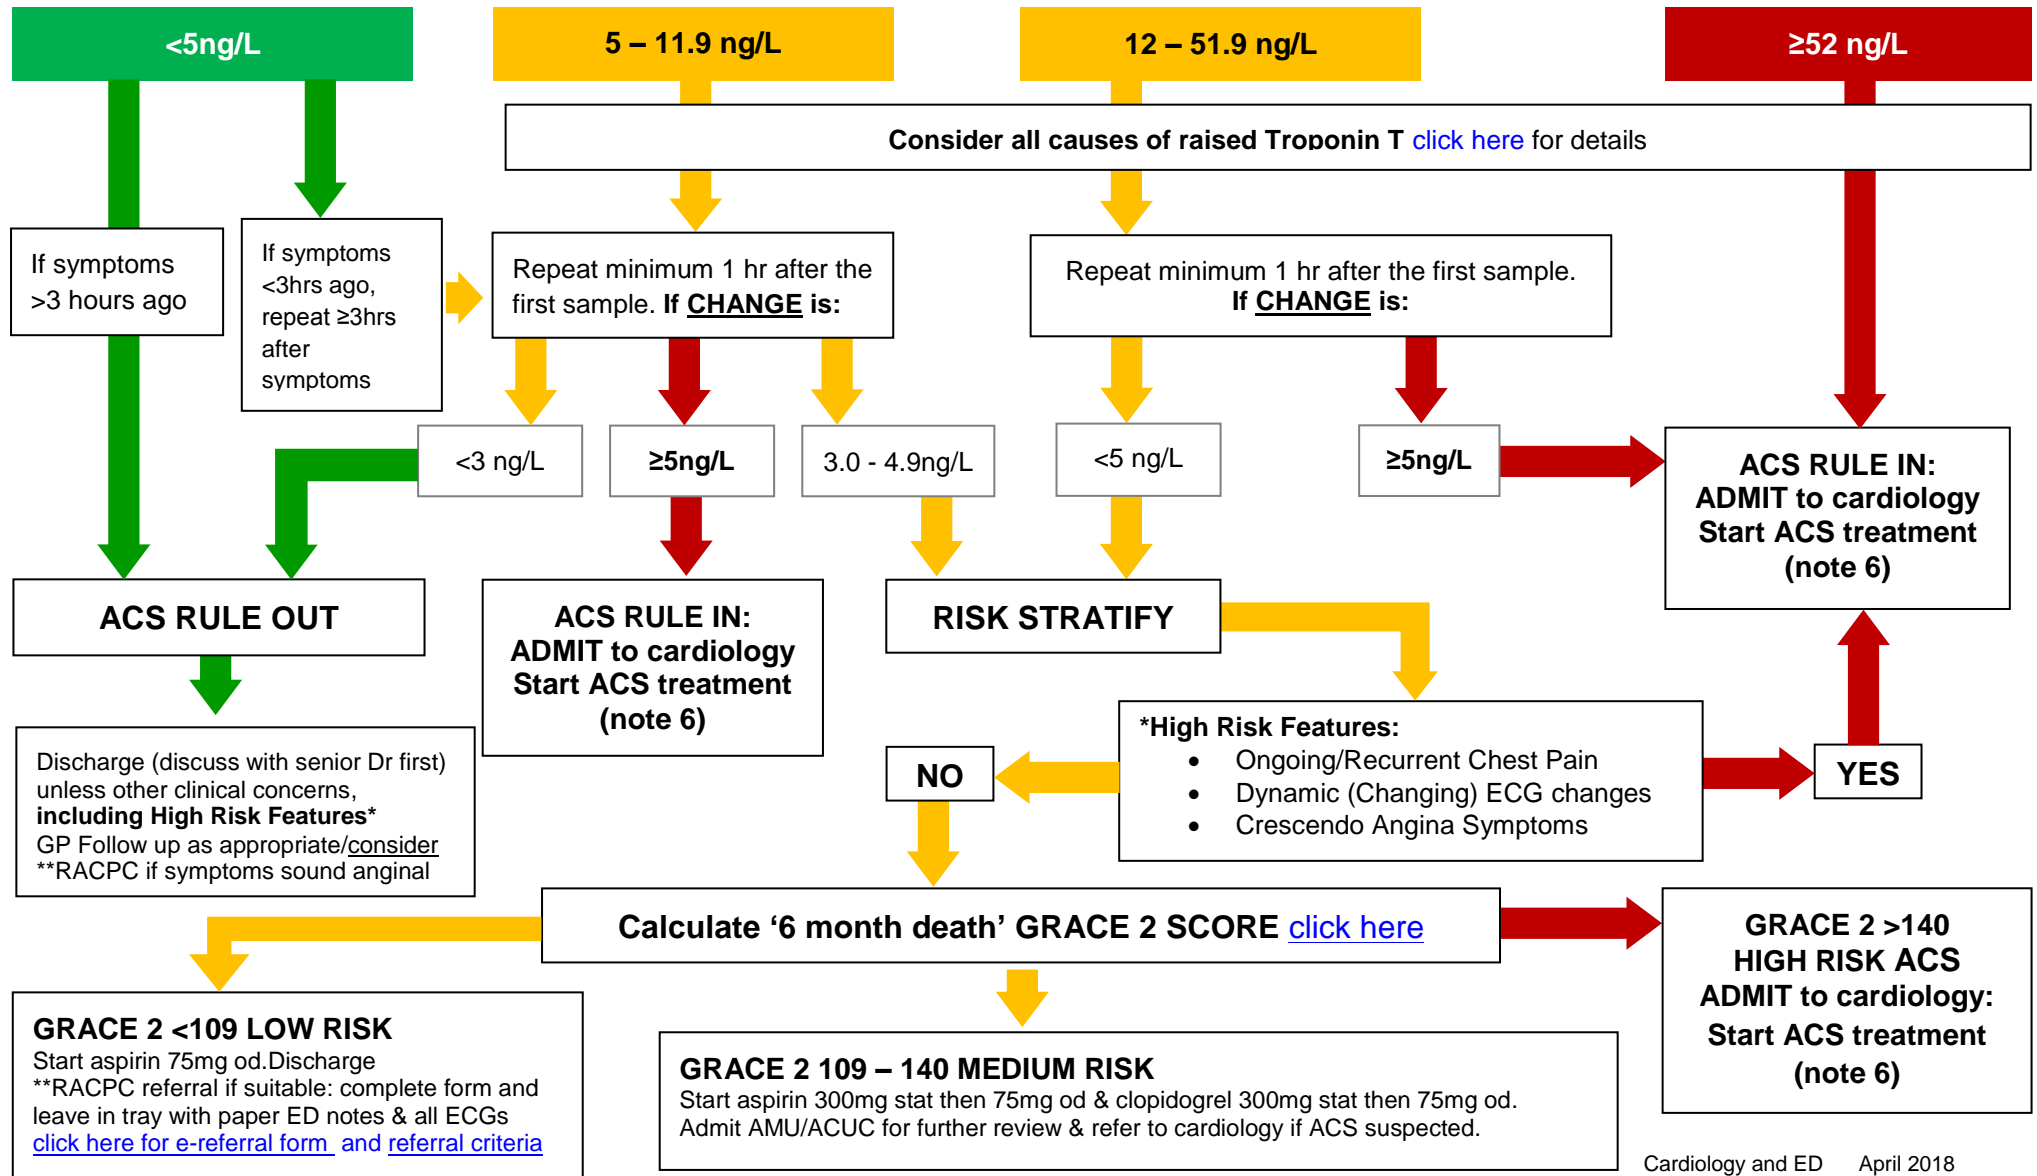 <5ng/L
5 – 11.9 ng/L
12 – 51.9 ng/L
≥52 ng/L
Consider all causes of raised Troponin T click here for details
If symptoms
>3 hours ago
If symptoms
<3hrs ago,
repeat ≥3hrs
after
symptoms
Repeat minimum 1 hr after the
first sample. If CHANGE is:
Repeat minimum 1 hr after the first sample.
If CHANGE is:
<3 ng/L
≥5ng/L
3.0 - 4.9ng/L
<5 ng/L
≥5ng/L
ACS RULE IN:
ADMIT to cardiology
Start ACS treatment
(note 6)
ACS RULE OUT
ACS RULE IN:
ADMIT to cardiology
Start ACS treatment
(note 6)
RISK STRATIFY
Discharge (discuss with senior Dr first)
unless other clinical concerns,
including High Risk Features*
GP Follow up as appropriate/consider
**RACPC if symptoms sound anginal
NO
*High Risk Features:
• Ongoing/Recurrent Chest Pain
• Dynamic (Changing) ECG changes
• Crescendo Angina Symptoms
YES
Calculate ‘6 month death’ GRACE 2 SCORE click here
GRACE 2 >140
HIGH RISK ACS
ADMIT to cardiology:
Start ACS treatment
(note 6)
GRACE 2 <109 LOW RISK
Start aspirin 75mg od.Discharge
**RACPC referral if suitable: complete form and
leave in tray with paper ED notes & all ECGs
click here for e-referral form and referral criteria
GRACE 2 109 – 140 MEDIUM RISK
Start aspirin 300mg stat then 75mg od & clopidogrel 300mg stat then 75mg od.
Admit AMU/ACUC for further review & refer to cardiology if ACS suspected.
Cardiology and ED April 2018